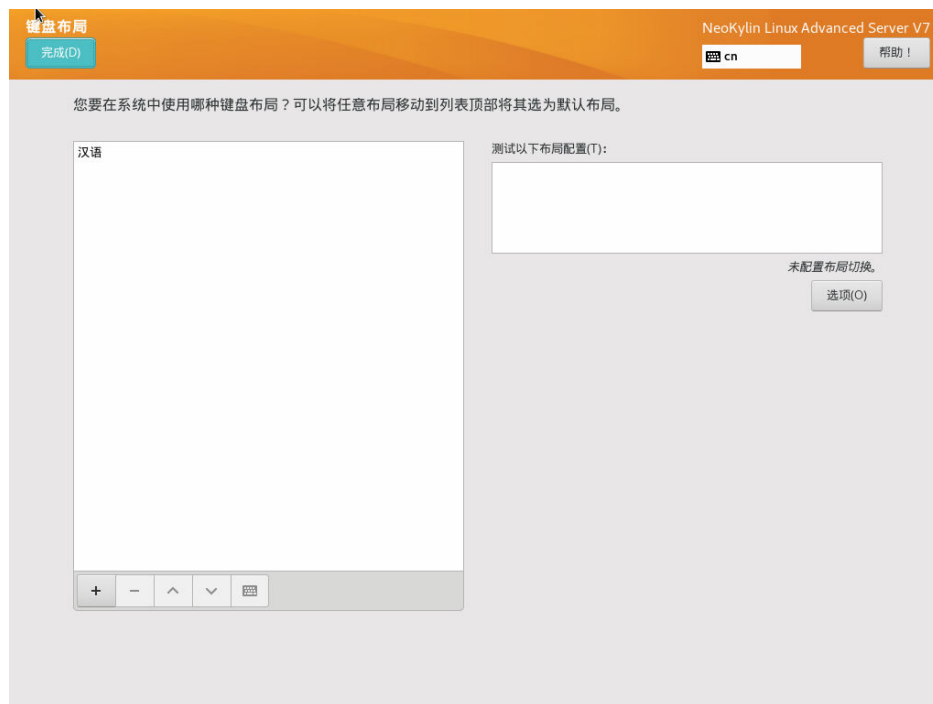 键盘布局
NeoKylin Linux Advanced Server V7
完成(D)
cn
帮助！
您要在系统中使用哪种键盘布局？可以将任意布局移动到列表顶部将其选为默认布局。
汉语
测试以下布局配置(T)：
未配置布局切换。
选项(O)